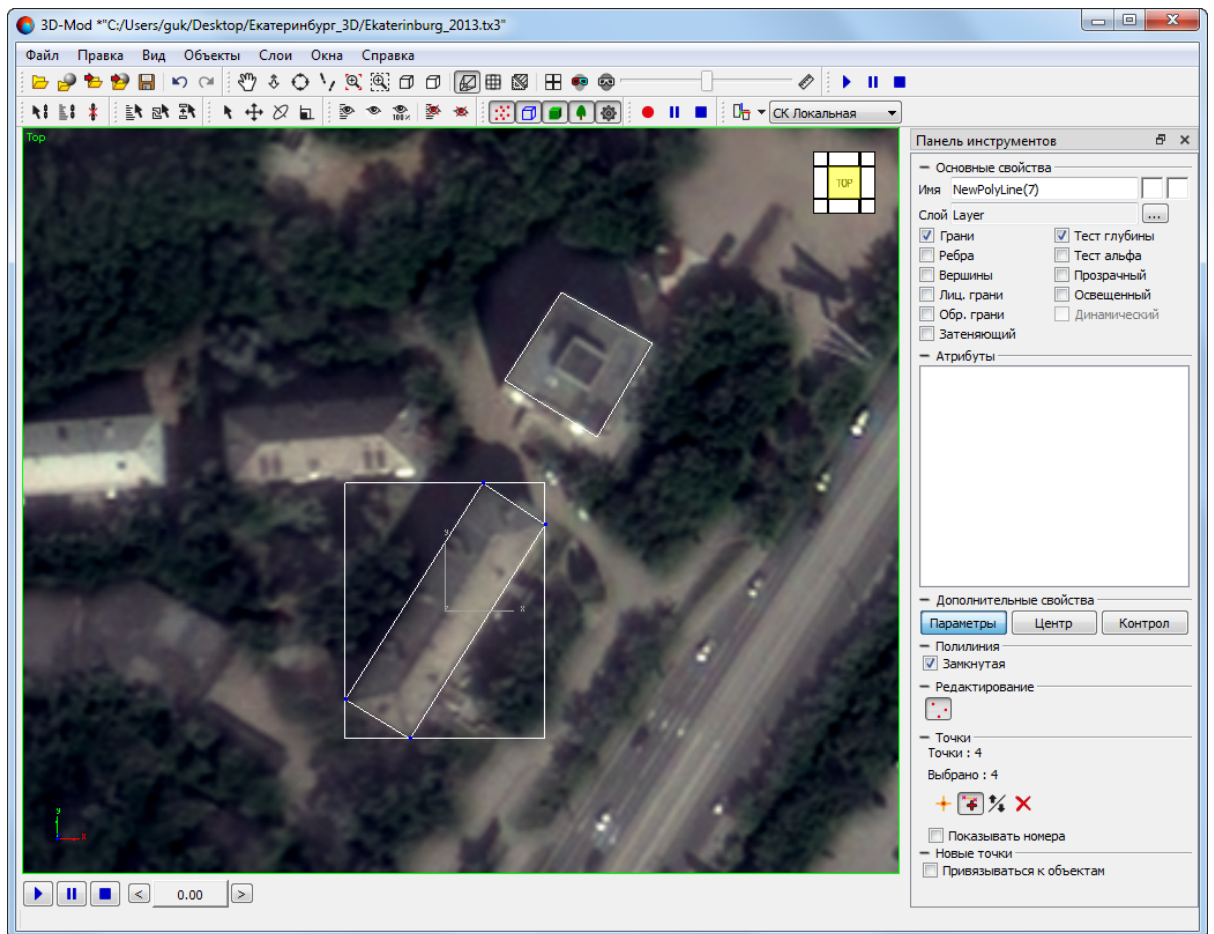 3D-Mod *"C:/Users/guk/Desktop/Екатеринбург_3D/Ekaterinburg_2013.tx3"
Файл Правка Вид Объекты Слои Окна Справка
100%
СК Локальная
Top
TOP
y
x
z
y
x
Панель инструментов
Основные свойства
Имя NewPolyLine(7)
Слой Layer ...
Грани Тест глубины
Ребра Тест альфа
Вершины Прозрачный
Лиц. грани Освещенный
Обр. грани Динамический
Затеняющий
Атрибуты
Дополнительные свойства
Параметры Центр Контрол
Полилиния
Замкнутая
Редактирование
Точки
Точки : 4
Выбрано : 4
Показывать номера
Новые точки
Привязываться к объектам
< 0.00 >